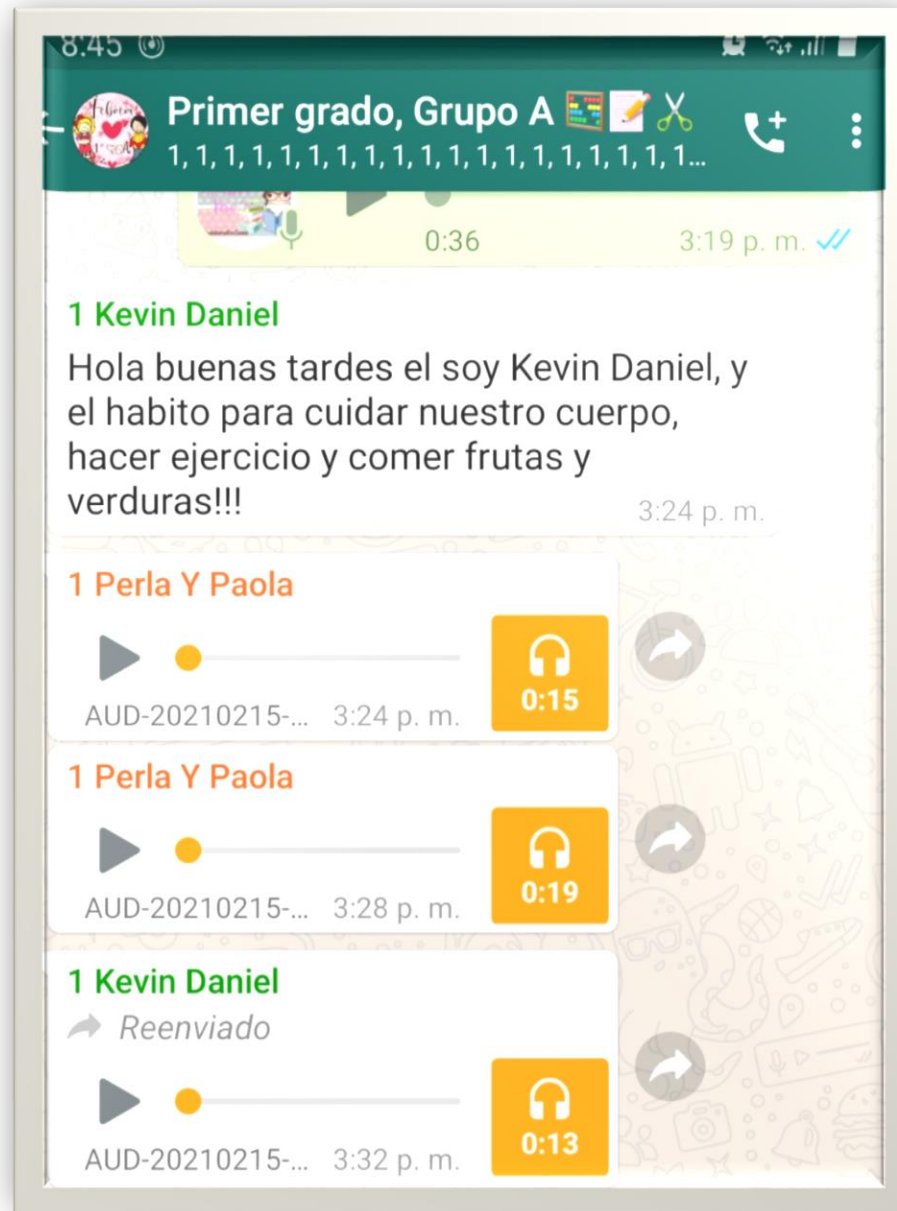 8:45
Primer grado, Grupo A
1, 1, 1, 1, 1, 1, 1, 1, 1, 1, 1, 1, 1, 1, 1, 1, 1, 1, 1...
0:36 3:19 p. m.
1 Kevin Daniel
Hola buenas tardes el soy Kevin Daniel, y
el habito para cuidar nuestro cuerpo,
hacer ejercicio y comer frutas y
verduras!!!
3:24 p. m.
1 Perla Y Paola
0:15
AUD-20210215-... 3:24 p. m.
1 Perla Y Paola
0:19
AUD-20210215-... 3:28 p. m.
1 Kevin Daniel
Reenviado
0:13
AUD-20210215-... 3:32 p. m.